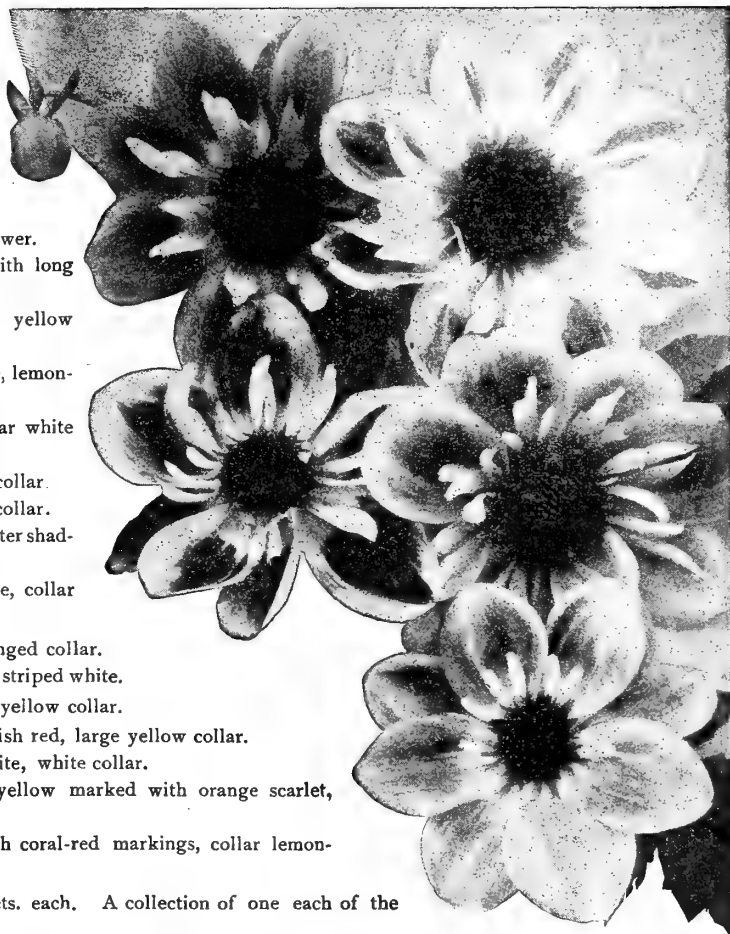 ith long
yellow
lemon-
ar white
collar.
collar.
ter shad-
e, collar
nged collar.
striped white.
yellow collar.
ish red, large yellow collar.
ite, white collar.
yellow marked with orange scarlet,
h coral-red markings, collar lemon-
ts. each. A collection of one each of the